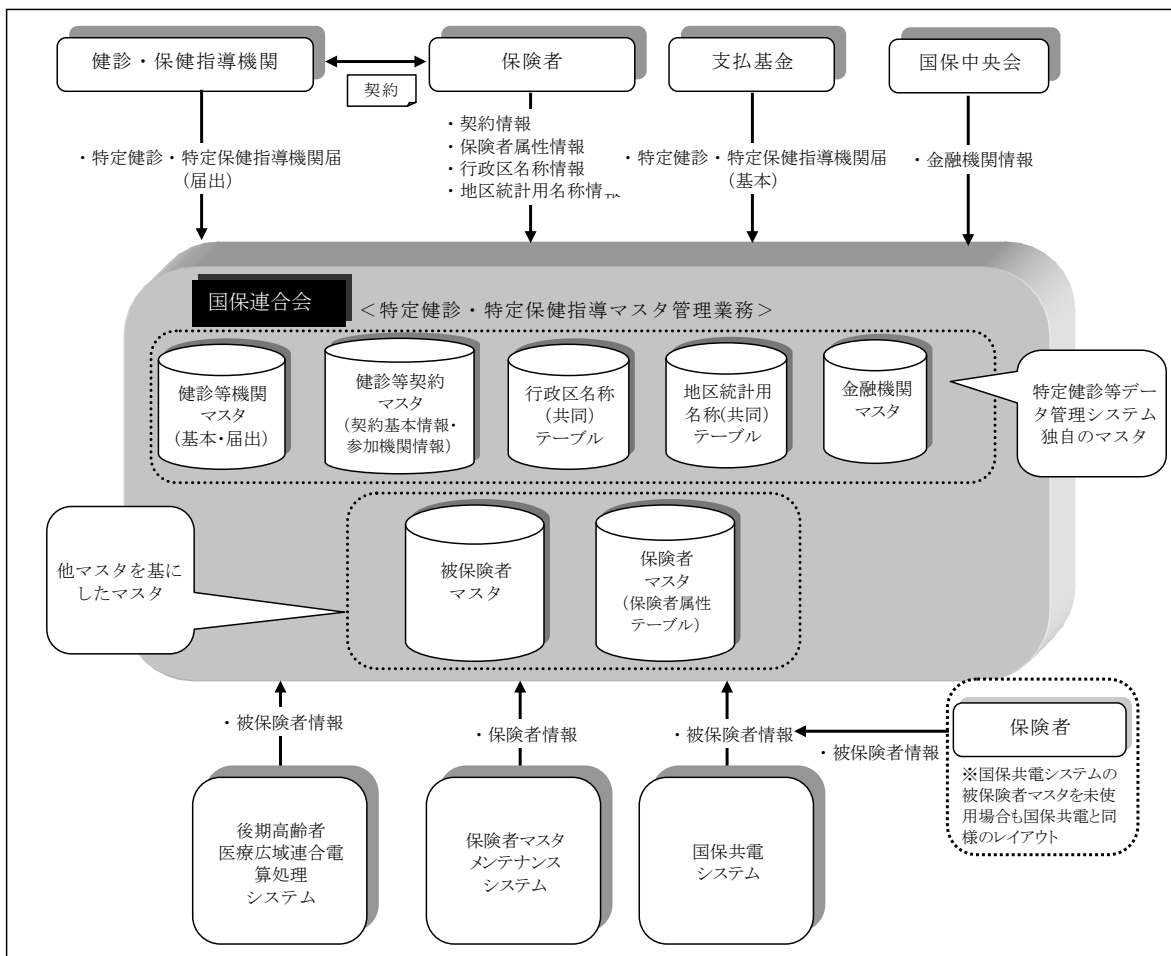 健診・保健指導機関
保険者
支払基金
国保中央会
契約
・特定健診・特定保健指導機関届
(届出)
・契約情報
・保険者属性情報
・行政区名称情報
・地区統計用名称情報
・特定健診・特定保健指導機関届
(基本)
・金融機関情報
国保連合会
＜特定健診・特定保健指導マスタ管理業務＞
健診等機関
マスタ
(基本・届出)
健診等契約
マスタ
(契約基本情報・
参加機関情報)
行政区名称
(共同)
テーブル
地区統計用
名称(共同)
テーブル
金融機関
マスタ
特定健診等デー
タ管理システム
独自のマスタ
他マスタを基に
したマスタ
被保険者
マスタ
保険者
マスタ
(保険者属性
テーブル)
・被保険者情報
・保険者情報
・被保険者情報
・被保険者情報
保険者
※国保共電システムの
被保険者マスタを未使
用場合も国保共電と同
様のレイアウト
後期高齢者
医療広域連合電
算処理
システム
保険者マスタ
メンテナンス
システム
国保共電
システム